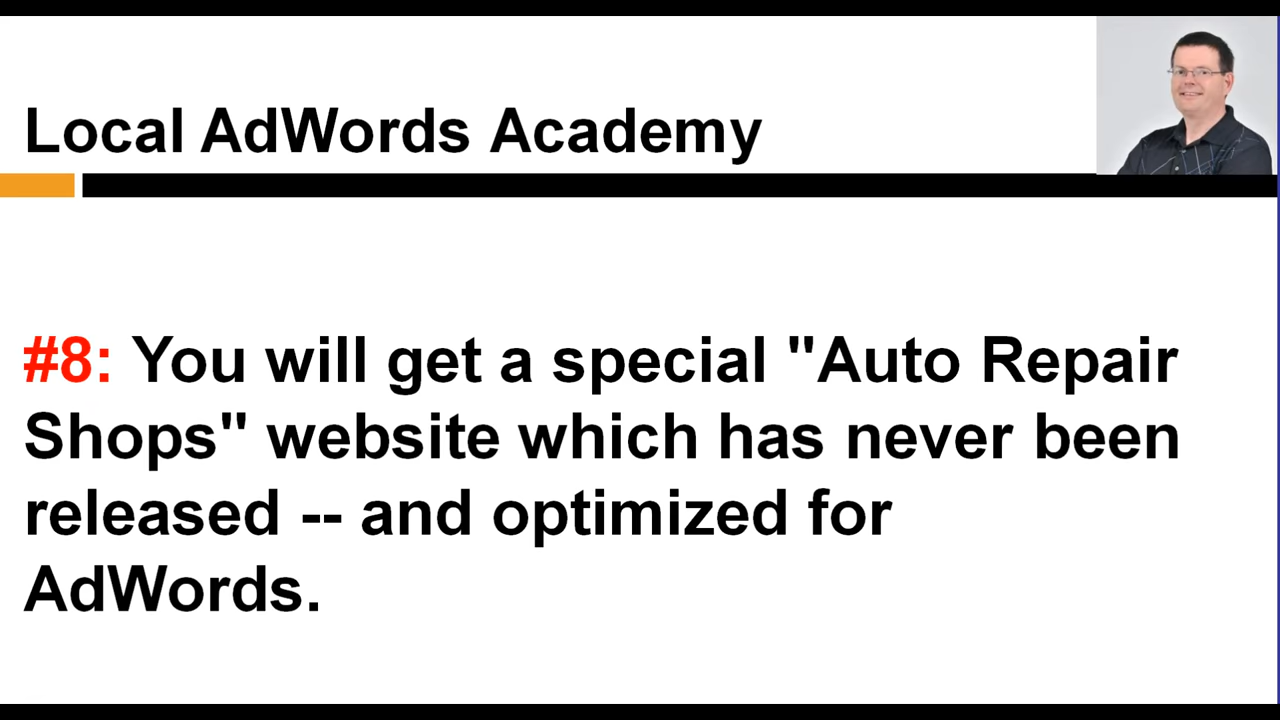 Local AdWords Academy
#8: You will get a special "Auto Repair
Shops" website which has never been
released -- and optimized for
AdWords.